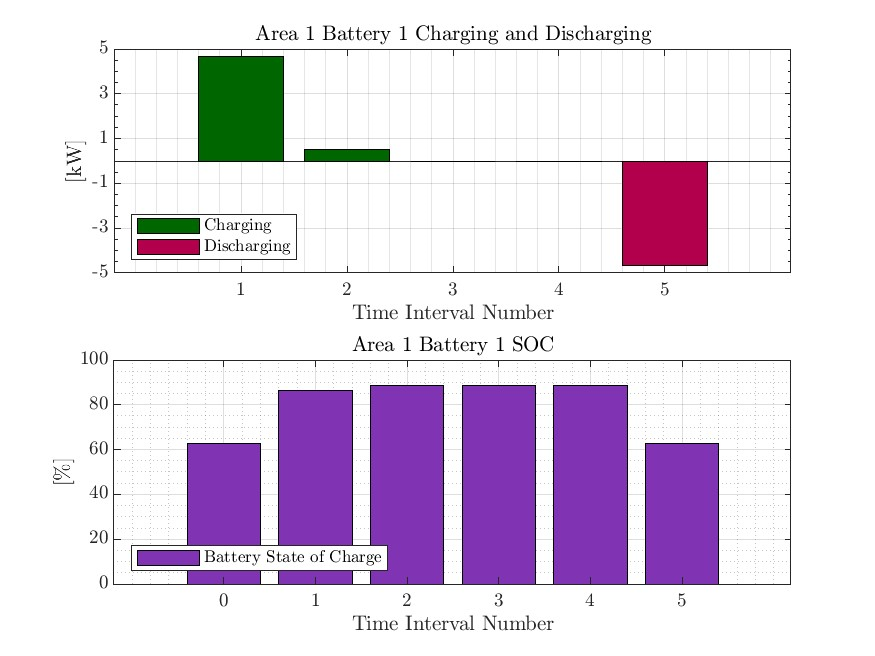 Area 1 Battery 1 Charging and Discharging
5
3
1
-1
-3
-5
[kW]
Charging
Discharging
1 2 3 4 5
Time Interval Number
Area 1 Battery 1 SOC
100
80
60
40
20
0
[%]
Battery State of Charge
0 1 2 3 4 5
Time Interval Number